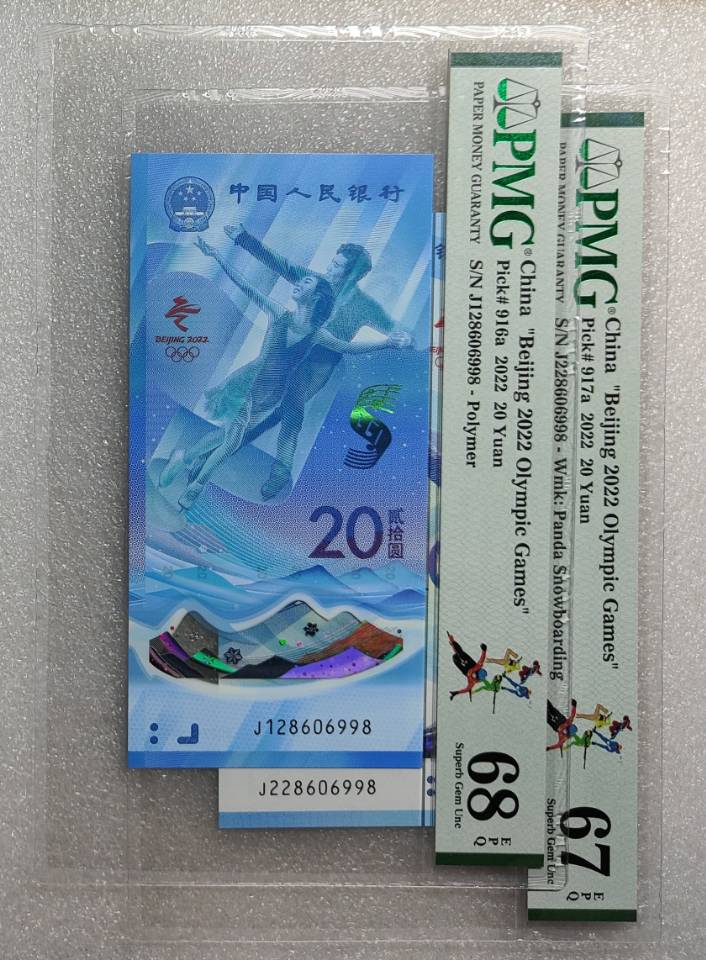 中国人民银行
BEIJING 2022
20
贰拾圆
J128606998
J228606998
PMG®
PAPER MONEY GUARANTY
China "Beijing 2022 Olympic Games"
Pick# 916a 2022 20 Yuan
S/N J128606998 - Polymer
68
EPQ
Superb Gem Unc
PMG®
PAPER MONEY GUARANTY
China "Beijing 2022 Olympic Games"
Pick# 917a 2022 20 Yuan
S/N J228606998 - Wmk: Panda Snowboarding
67
EPQ
Superb Gem Unc